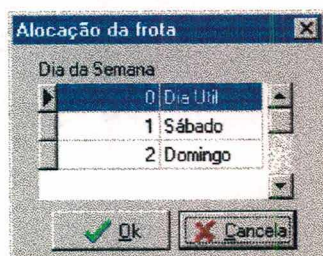 Alocação da frota
Dia da Semana
0 Dia Util
1 Sábado
2 Domingo
Ok Cancela